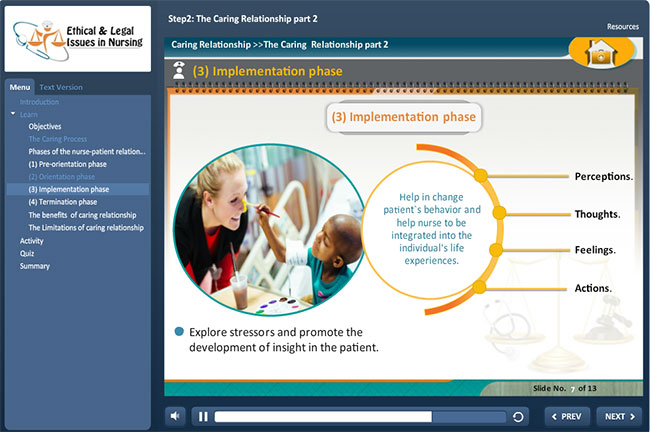 Step2: The Caring Relationship part 2
Ethical & Legal
Issues in Nursing
Resources
Caring Relationship >>The Caring Relationship part 2
(3) Implementation phase
Menu
Text Version
Introduction
Learn
Objectives
The Caring Process
Phases of the nurse-patient relation...
(1) Pre-orientation phase
(2) Orientation phase
(3) Implementation phase
(4) Termination phase
The benefits of caring relationship
The Limitations of caring relationship
Activity
Quiz
Summary
(3) Implementation phase
Help in change
patient`s behavior and
help nurse to be
integrated into the
individual's life
experiences.
Perceptions.
Thoughts.
Feelings.
Actions.
Explore stressors and promote the
development of insight in the patient.
Slide No. 7 of 13
PREV
NEXT